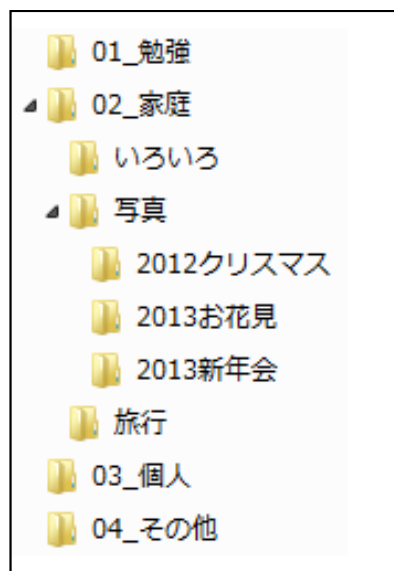 01_勉強
02_家庭
いろいろ
写真
2012クリスマス
2013お花見
2013新年会
旅行
03_個人
04_その他